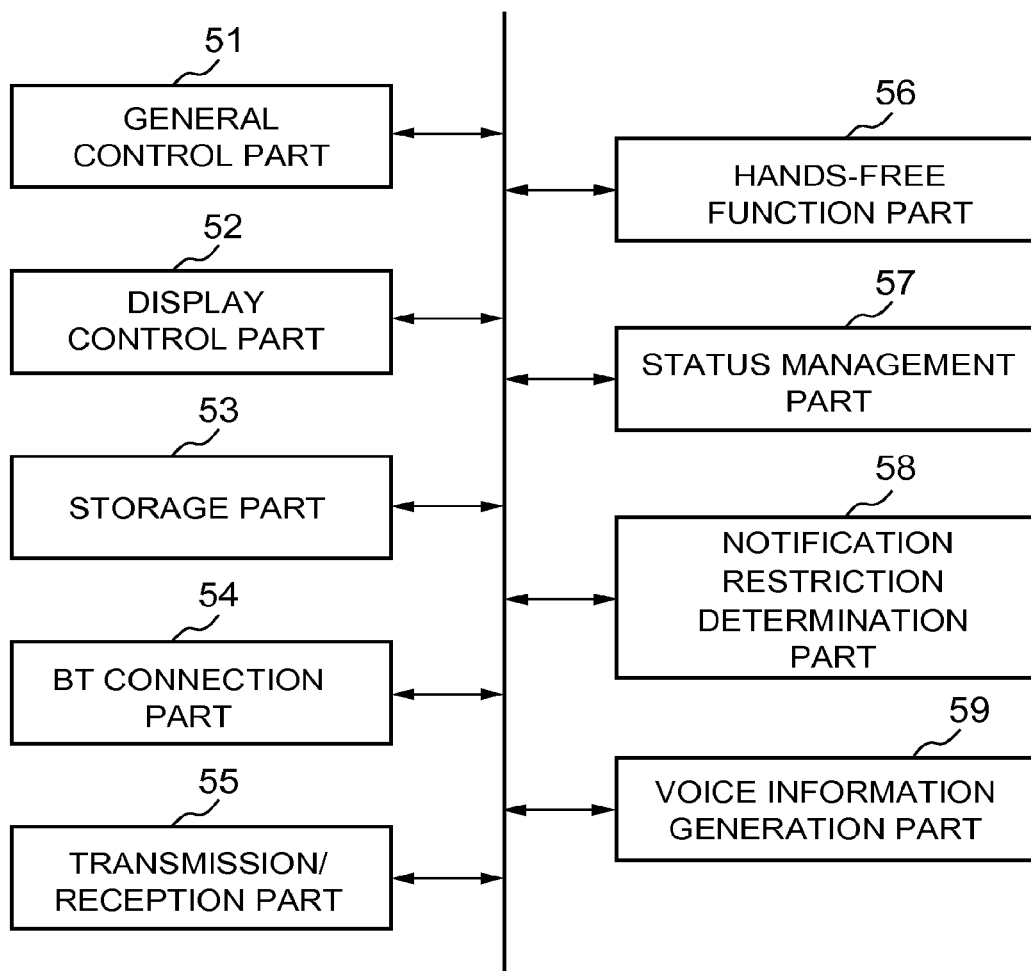 51
GENERAL
CONTROL PART
52
DISPLAY
CONTROL PART
53
STORAGE PART
54
BT CONNECTION
PART
55
TRANSMISSION/
RECEPTION PART
56
HANDS-FREE
FUNCTION PART
57
STATUS MANAGEMENT
PART
58
NOTIFICATION
RESTRICTION
DETERMINATION
PART
59
VOICE INFORMATION
GENERATION PART